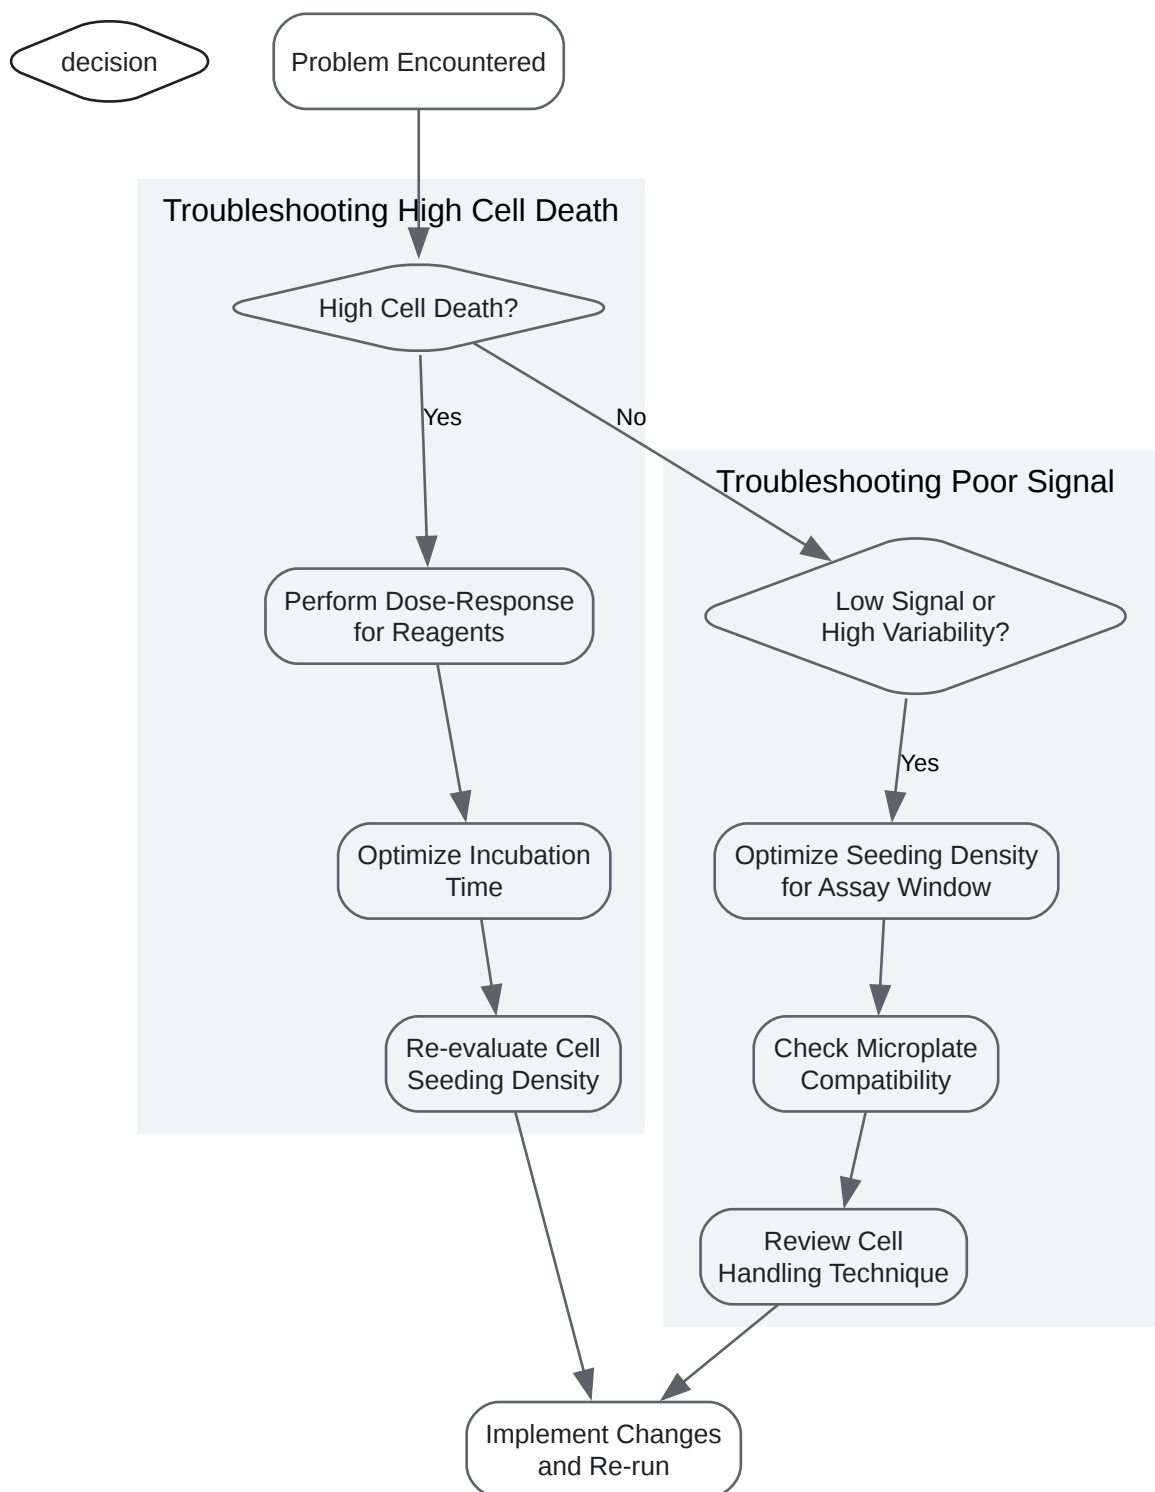 decision
Problem Encountered
Troubleshooting High Cell Death
High Cell Death?
Yes
No
Troubleshooting Poor Signal
Perform Dose-Response
for Reagents
Low Signal or
High Variability?
Yes
Optimize Incubation
Time
Optimize Seeding Density
for Assay Window
Re-evaluate Cell
Seeding Density
Check Microplate
Compatibility
Review Cell
Handling Technique
Implement Changes
and Re-run